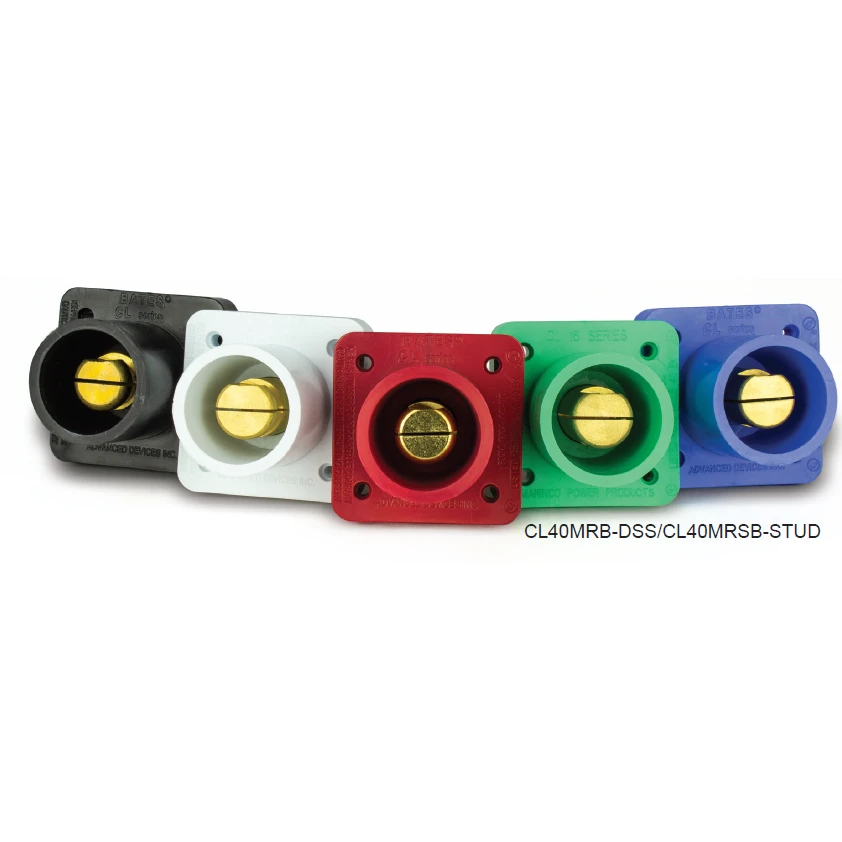 BATES®
CL series
ADVANCED DEVICES INC.
ADVANCED DEVICES INC.
BATES®
CL series
CL 16 SERIES
MARINCO POWER PRODUCTS
BATES®
CL series
ADVANCED DEVICES INC.
CL40MRB-DSS/CL40MRSB-STUD